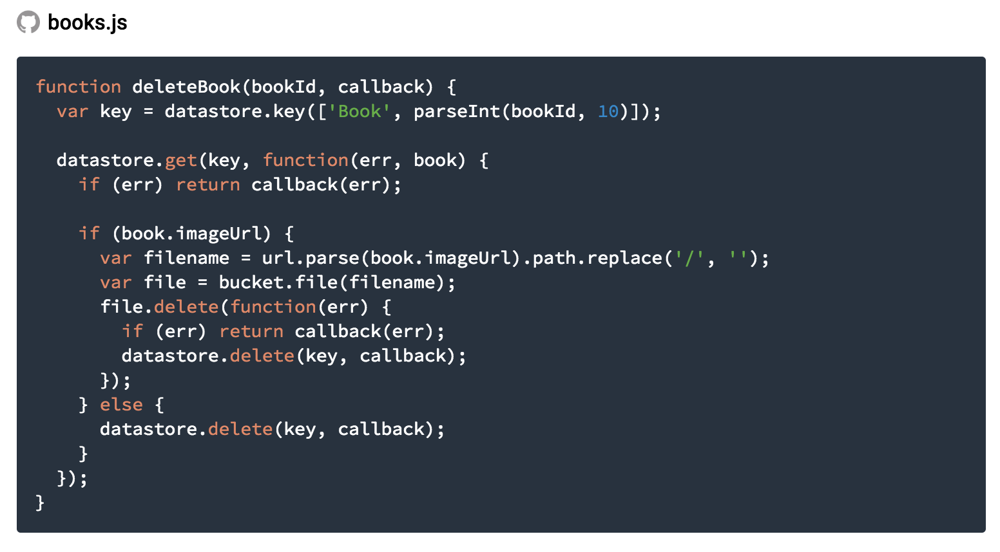 books.js
function deleteBook(bookId, callback) {
  var key = datastore.key(['Book', parseInt(bookId, 10)]);

  datastore.get(key, function(err, book) {
    if (err) return callback(err);

    if (book.imageUrl) {
      var filename = url.parse(book.imageUrl).path.replace('/', '');
      var file = bucket.file(filename);
      file.delete(function(err) {
        if (err) return callback(err);
        datastore.delete(key, callback);
      });
    } else {
      datastore.delete(key, callback);
    }
  });
}